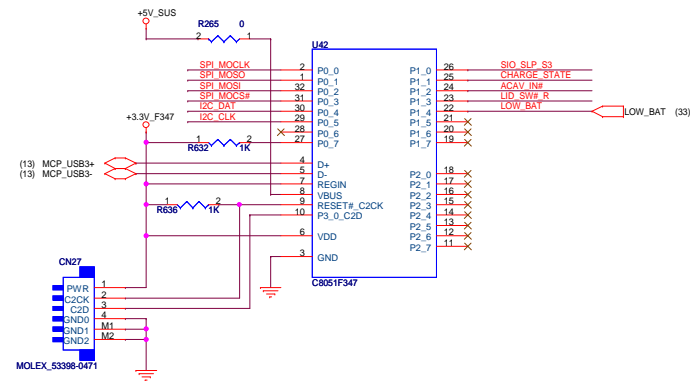 +5V_SUS
R265 0
2 1
U42
SPI_MOCLK 2 P0_0 P1_0 26 SIO_SLP_S3
SPI_MOSO 1 P0_1 P1_1 25 CHARGE_STATE
SPI_MOSI 32 P0_2 P1_2 24 ACAV_IN#
SPI_MOCS# 31 P0_3 P1_3 23 LID_SW#_R
I2C_DAT 30 P0_4 P1_4 22 LOW_BAT LOW_BAT (33)
I2C_CLK 29 P0_5 P1_5 21
+3.3V_F347
28 P0_6 P1_6 20
1 2 27 P0_7 P1_7 19
R632 1K
(13) MCP_USB3+ 4 D+
(13) MCP_USB3- 5 D- P2_0 18
7 REGIN P2_1 17
8 VBUS P2_2 16
1 2 9 RESET#_C2CK P2_3 15
R636 1K
10 P3_0_C2D P2_4 14
P2_5 13
6 VDD P2_6 12
P2_7 11
3 GND
CN27
C8051F347
PWR 1
C2CK 2
C2D 3
GND0 4
GND1 M1
GND2 M2
MOLEX_53398-0471